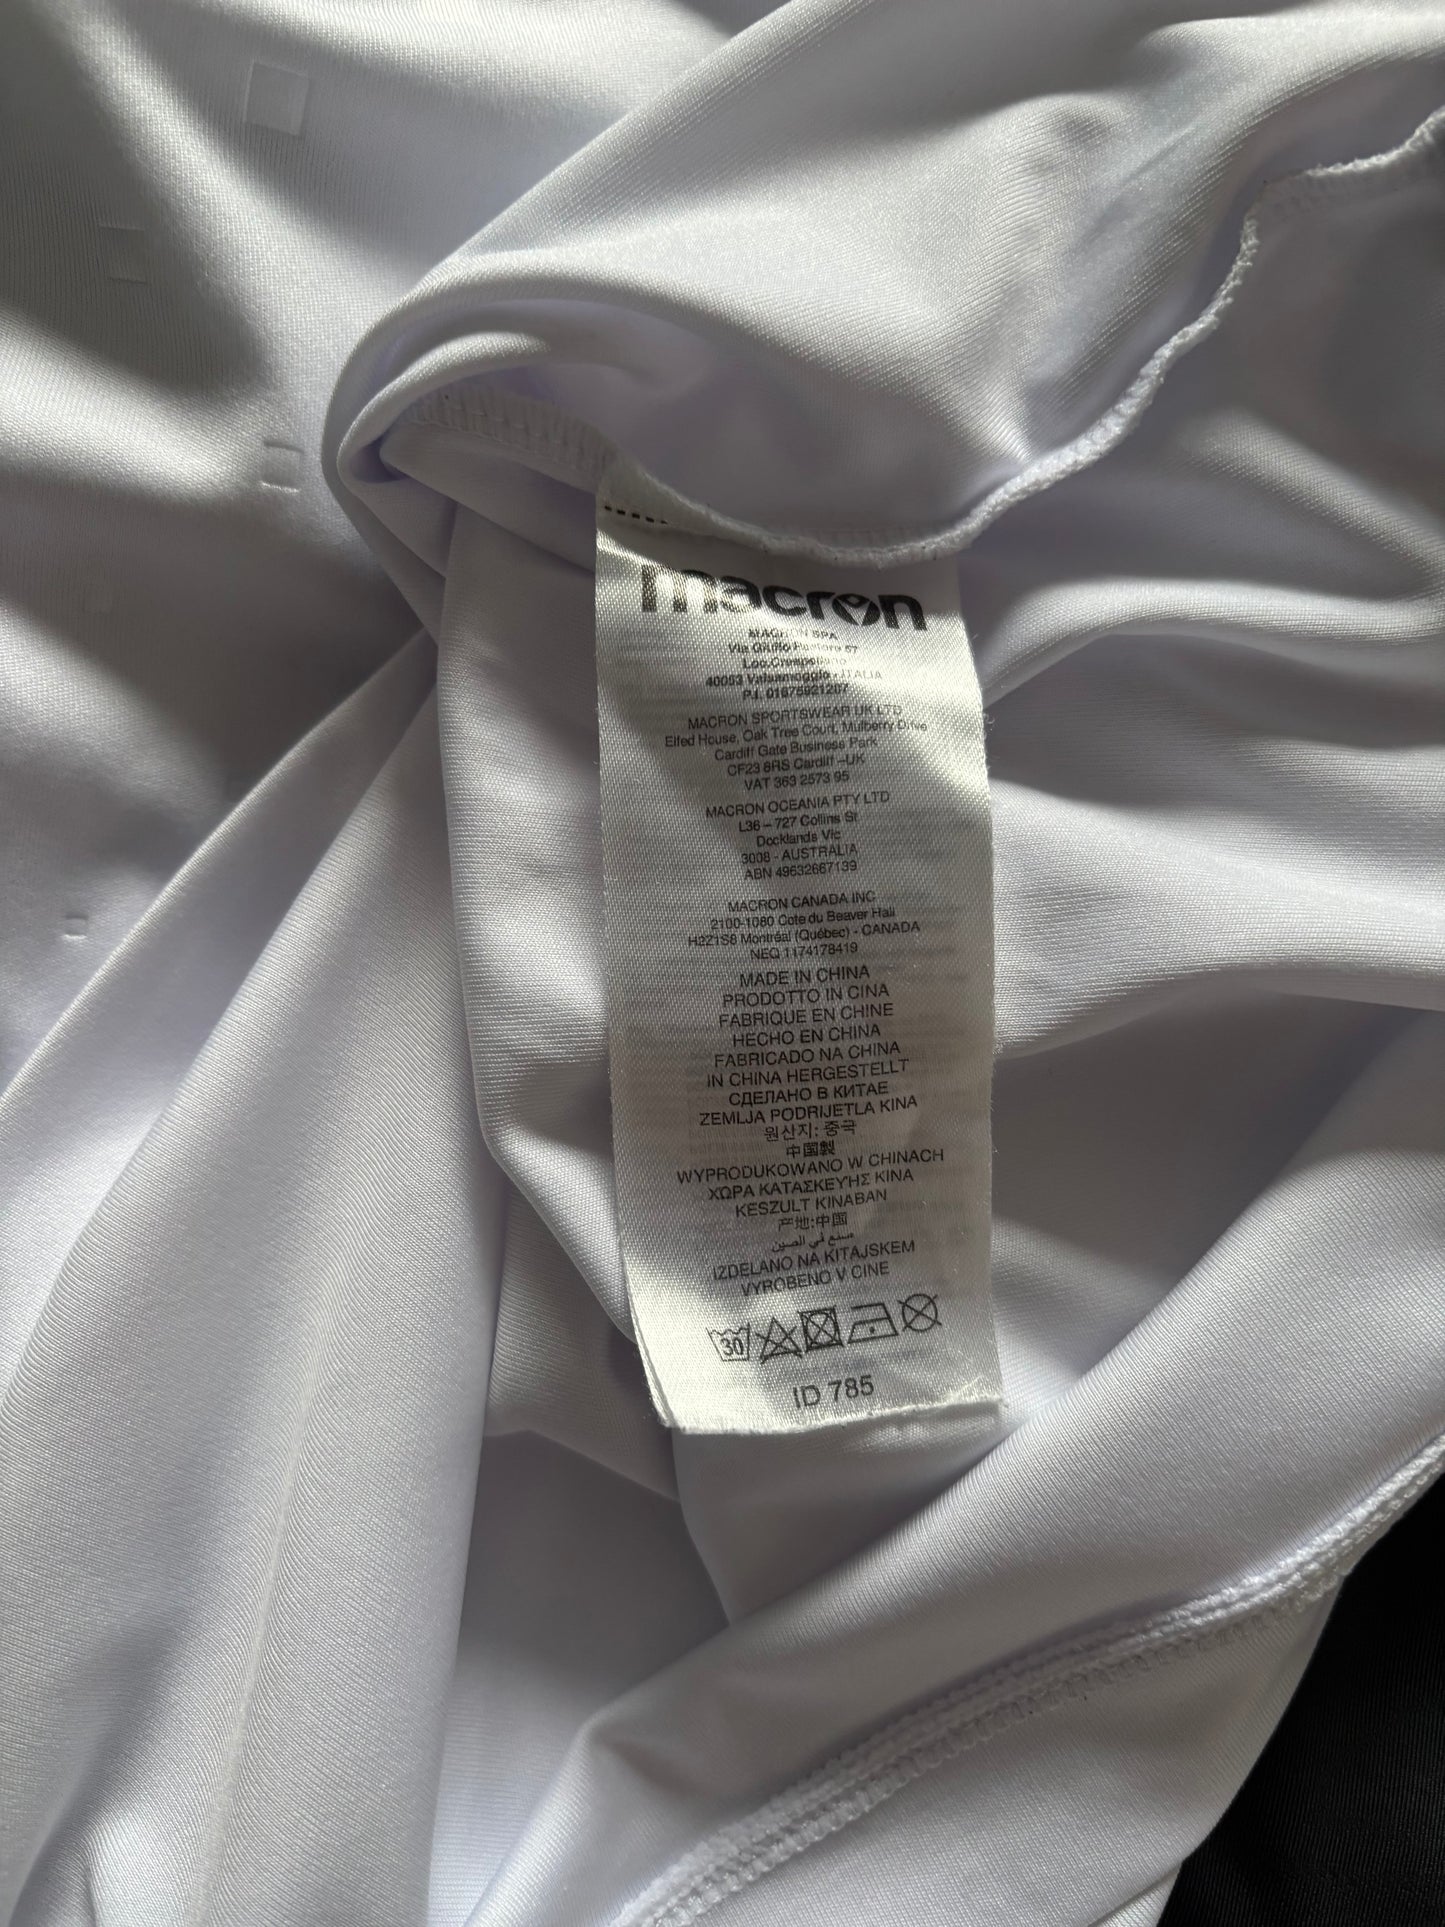 macron
MACRON SPA
Via Giulio Pastore 57
Loc.Crespellano
40053 Valsamoggia - ITALIA
P.I. 01675921207
MACRON SPORTSWEAR UK LTD
Elfed House, Oak Tree Court, Mulberry Drive
Cardiff Gate Business Park
CF23 8RS Cardiff –UK
VAT 363 2573 95
MACRON OCEANIA PTY LTD
L36 – 727 Collins St
Docklands Vic
3008 - AUSTRALIA
ABN 49632667139
MACRON CANADA INC
2100-1080 Cote du Beaver Hall
H2Z1S8 Montréal (Québec) - CANADA
NEQ 1174178419
MADE IN CHINA
PRODOTTO IN CINA
FABRIQUE EN CHINE
HECHO EN CHINA
FABRICADO NA CHINA
IN CHINA HERGESTELLT
СДЕЛАНО В КИТАЕ
ZEMLJA PODRIJETLA KINA
원산지: 중국
中国製
WYPRODUKOWANO W CHINACH
ΧΩΡΑ ΚΑΤΑΣΚΕΥΉΣ ΚΙΝΑ
KESZULT KINABAN
产地:中国
صنع في الصين
IZDELANO NA KITAJSKEM
VYROBENO V CINE
30
ID 785